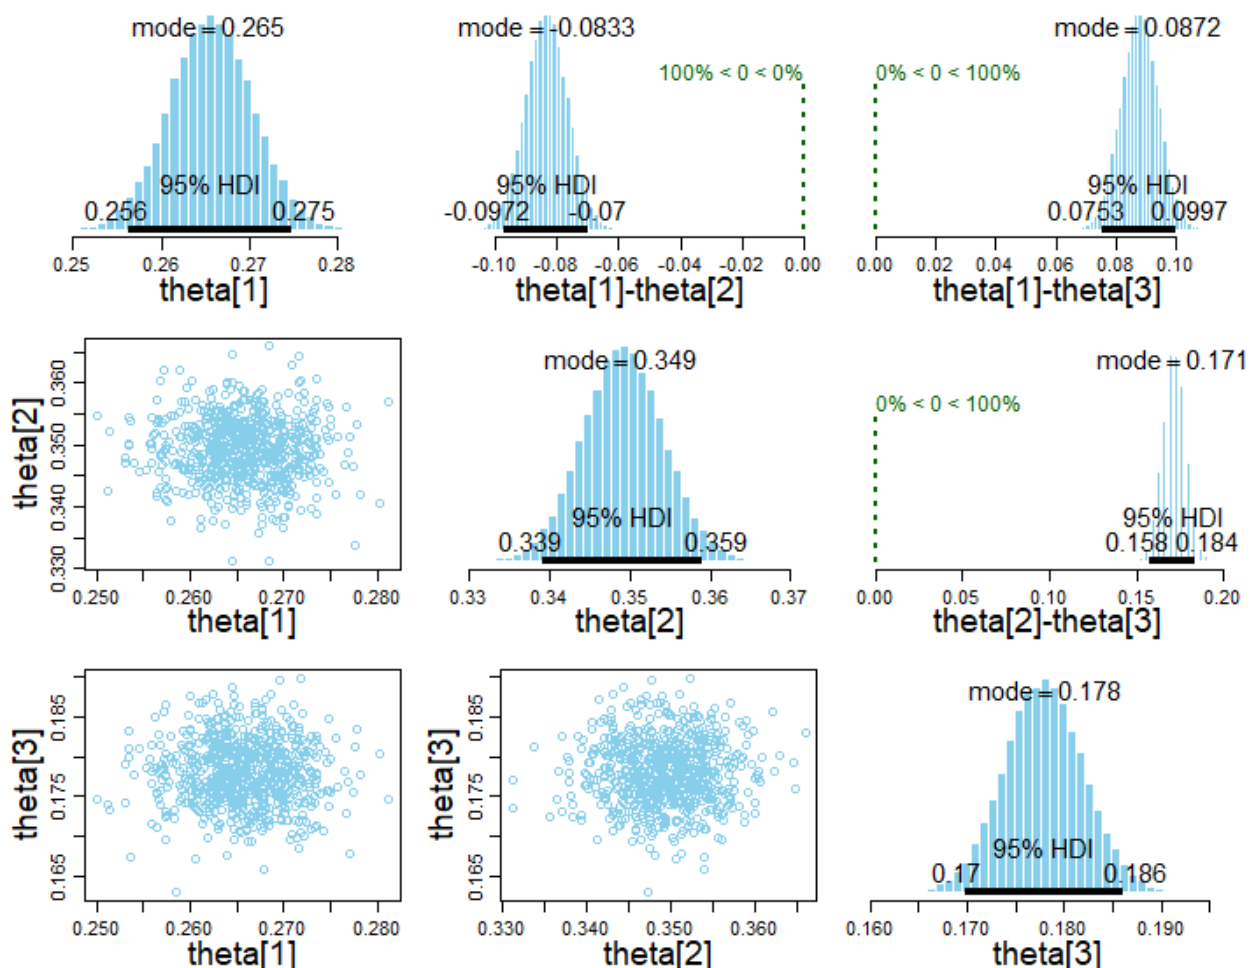 mode = 0.265
95% HDI
0.256 0.275
0.25 0.26 0.27 0.28
theta[1]
mode = -0.0833
100% < 0 < 0%
95% HDI
-0.0972 -0.07
-0.10 -0.08 -0.06 -0.04 -0.02 0.00
theta[1]-theta[2]
mode = 0.0872
0% < 0 < 100%
95% HDI
0.0753 0.0997
0.00 0.02 0.04 0.06 0.08 0.10
theta[1]-theta[3]
theta[2]
0.330 0.340 0.350 0.360
0.250 0.260 0.270 0.280
theta[1]
mode = 0.349
95% HDI
0.339 0.359
0.33 0.34 0.35 0.36 0.37
theta[2]
mode = 0.171
0% < 0 < 100%
95% HDI
0.158 0.184
0.00 0.05 0.10 0.15 0.20
theta[2]-theta[3]
theta[3]
0.165 0.175 0.185
0.250 0.260 0.270 0.280
theta[1]
theta[3]
0.165 0.175 0.185
0.330 0.340 0.350 0.360
theta[2]
mode = 0.178
95% HDI
0.17 0.186
0.160 0.170 0.180 0.190
theta[3]